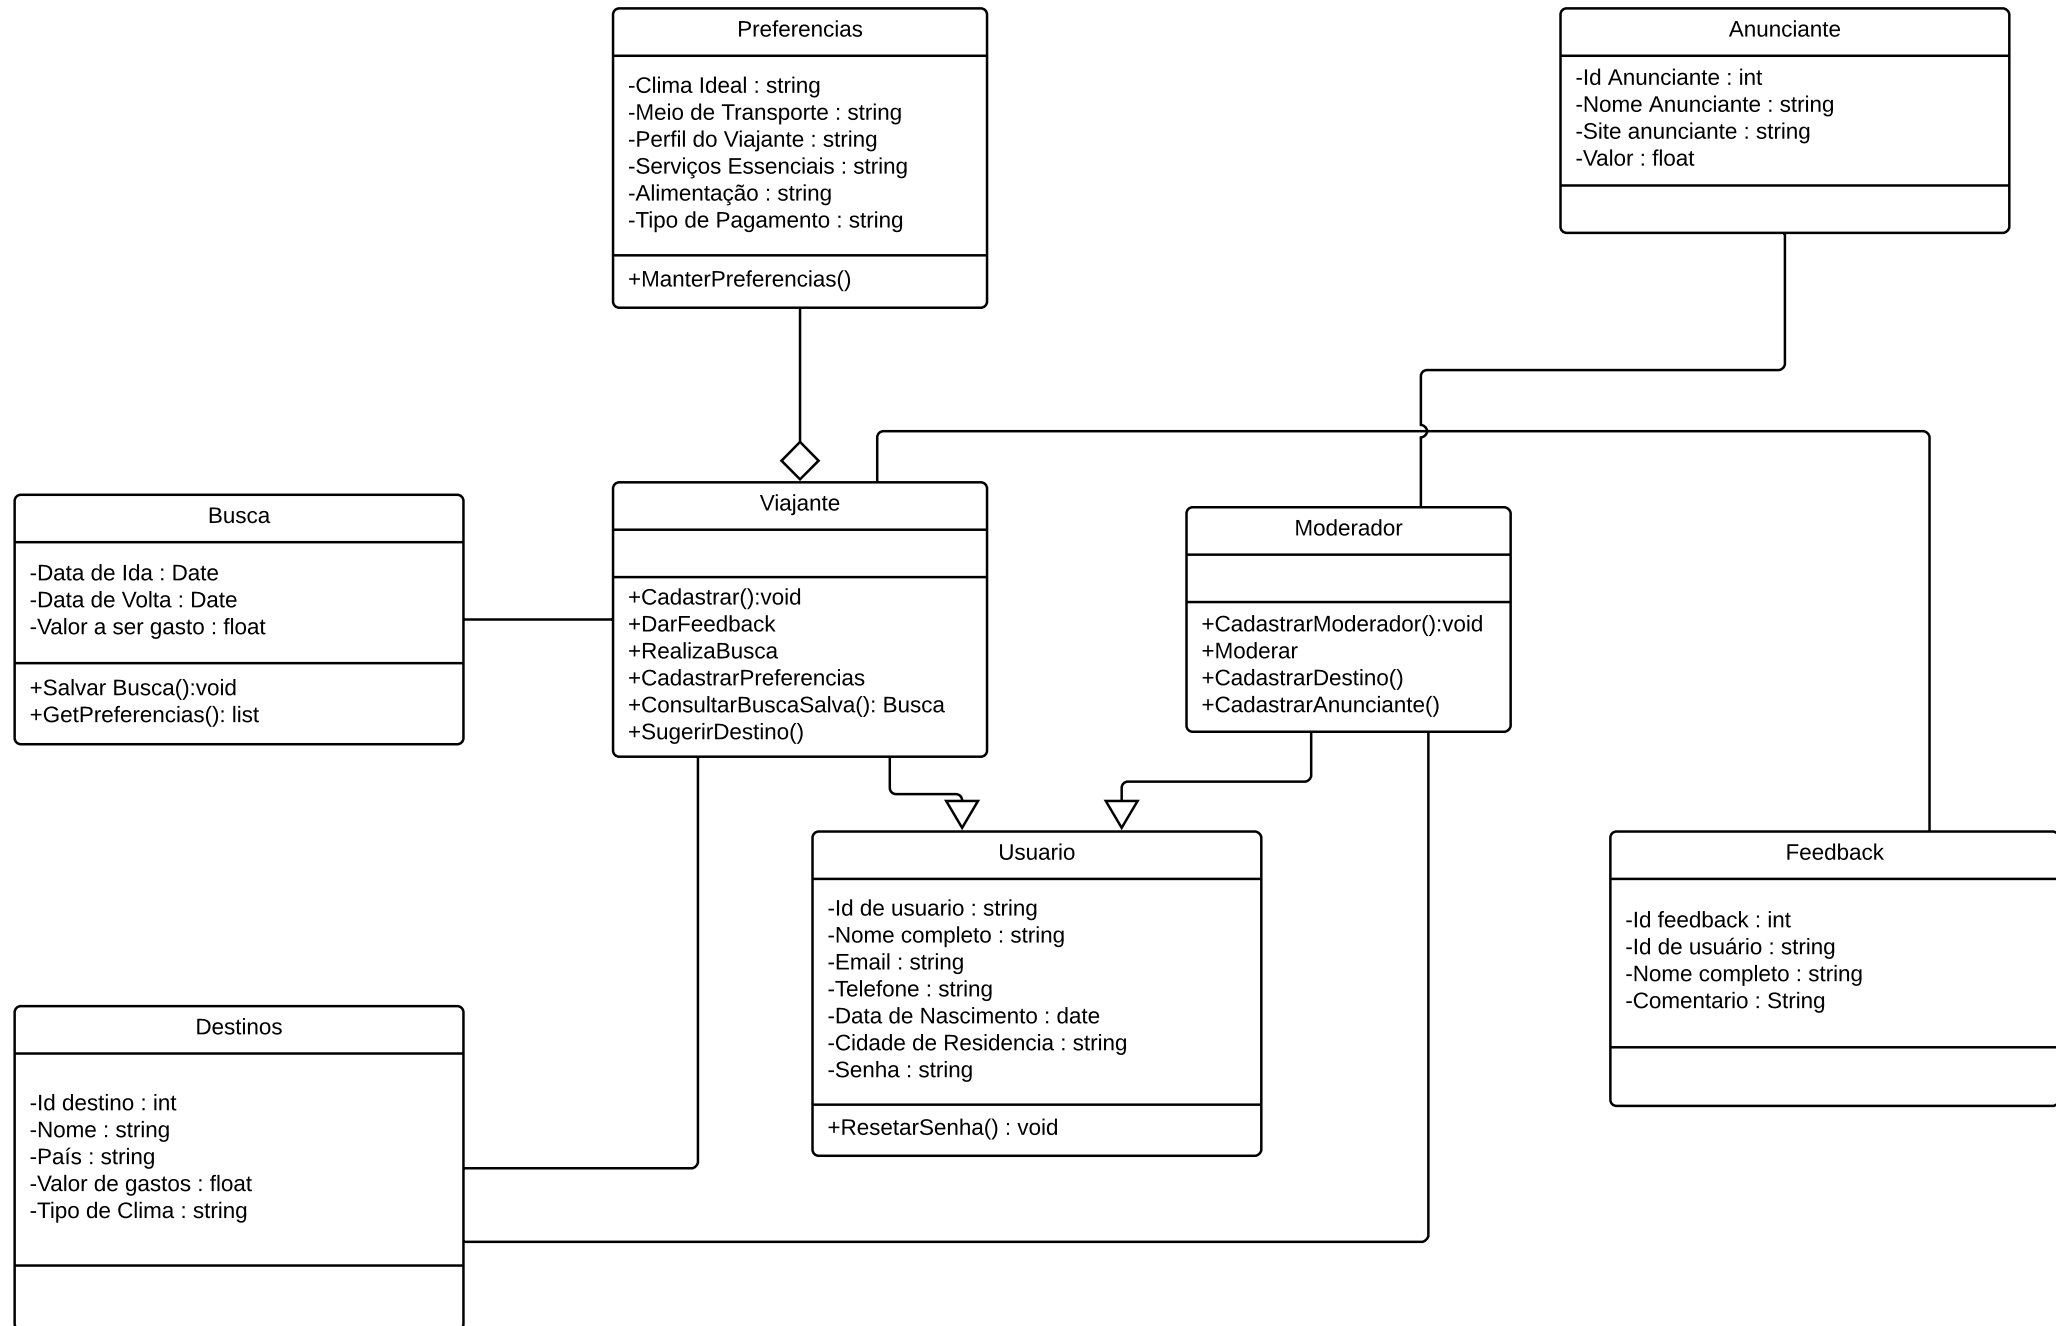 Preferencias
-Clima Ideal : string
-Meio de Transporte : string
-Perfil do Viajante : string
-Serviços Essenciais : string
-Alimentação : string
-Tipo de Pagamento : string
+ManterPreferencias()
Anunciante
-Id Anunciante : int
-Nome Anunciante : string
-Site anunciante : string
-Valor : float
Busca
-Data de Ida : Date
-Data de Volta : Date
-Valor a ser gasto : float
+Salvar Busca():void
+GetPreferencias(): list
Viajante
+Cadastrar():void
+DarFeedback
+RealizaBusca
+CadastrarPreferencias
+ConsultarBuscaSalva(): Busca
+SugerirDestino()
Moderador
+CadastrarModerador():void
+Moderar
+CadastrarDestino()
+CadastrarAnunciante()
Usuario
-Id de usuario : string
-Nome completo : string
-Email : string
-Telefone : string
-Data de Nascimento : date
-Cidade de Residencia : string
-Senha : string
+ResetarSenha() : void
Feedback
-Id feedback : int
-Id de usuário : string
-Nome completo : string
-Comentario : String
Destinos
-Id destino : int
-Nome : string
-País : string
-Valor de gastos : float
-Tipo de Clima : string